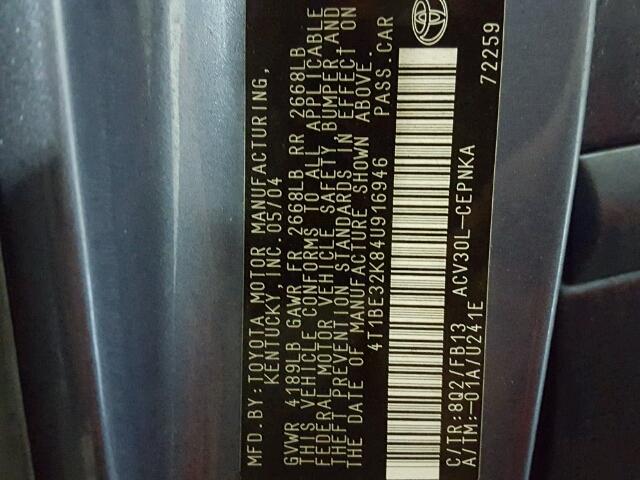 MFD.BY:TOYOTA MOTOR MANUFACTURING,
KENTUCKY, INC. 05/04
GVWR 4189LB GAWR FR 2668LB RR 2668LB
THIS VEHICLE CONFORMS TO ALL APPLICABLE
FEDERAL MOTOR VEHICLE SAFETY, BUMPER AND
THEFT PREVENTION STANDARDS IN EFFECT ON
THE DATE OF MANUFACTURE SHOWN ABOVE.
4T1BE32K84U916946 PASS.CAR
C/TR:8Q2/FB13 ACV30L-CEPNKA
A/TM:-01A/U241E 72259